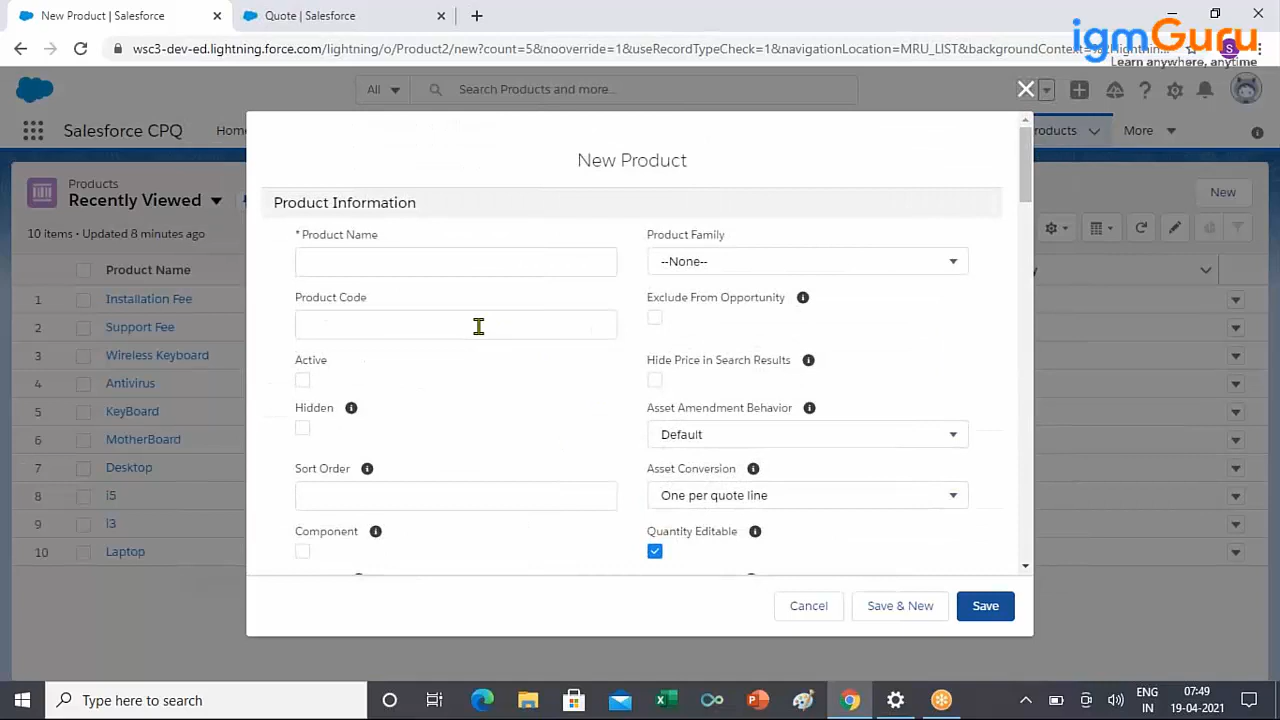 New Product | Salesforce
Quote | Salesforce
igmGuru
Learn anywhere, anytime
wsc3-dev-ed.lightning.force.com/lightning/o/Product2/new?count=5&nooverride=1&useRecordTypeCheck=1&navigationLocation=MRU_LIST&backgroundContext=
S
All
Search Products and more...
Salesforce CPQ
Hom
oducts
More
Products
Recently Viewed
New
10 items • Updated 8 minutes ago
Product Name
y
1 Installation Fee
2 Support Fee
3 Wireless Keyboard
4 Antivirus
5 KeyBoard
6 MotherBoard
7 Desktop
8 i5
9 i3
10 Laptop
New Product
Product Information
* Product Name
Product Family
--None--
Product Code
Exclude From Opportunity
Active
Hide Price in Search Results
Hidden
Asset Amendment Behavior
Default
Sort Order
Asset Conversion
One per quote line
Component
Quantity Editable
Cancel
Save & New
Save
Type here to search
ENG
IN
07:49
19-04-2021